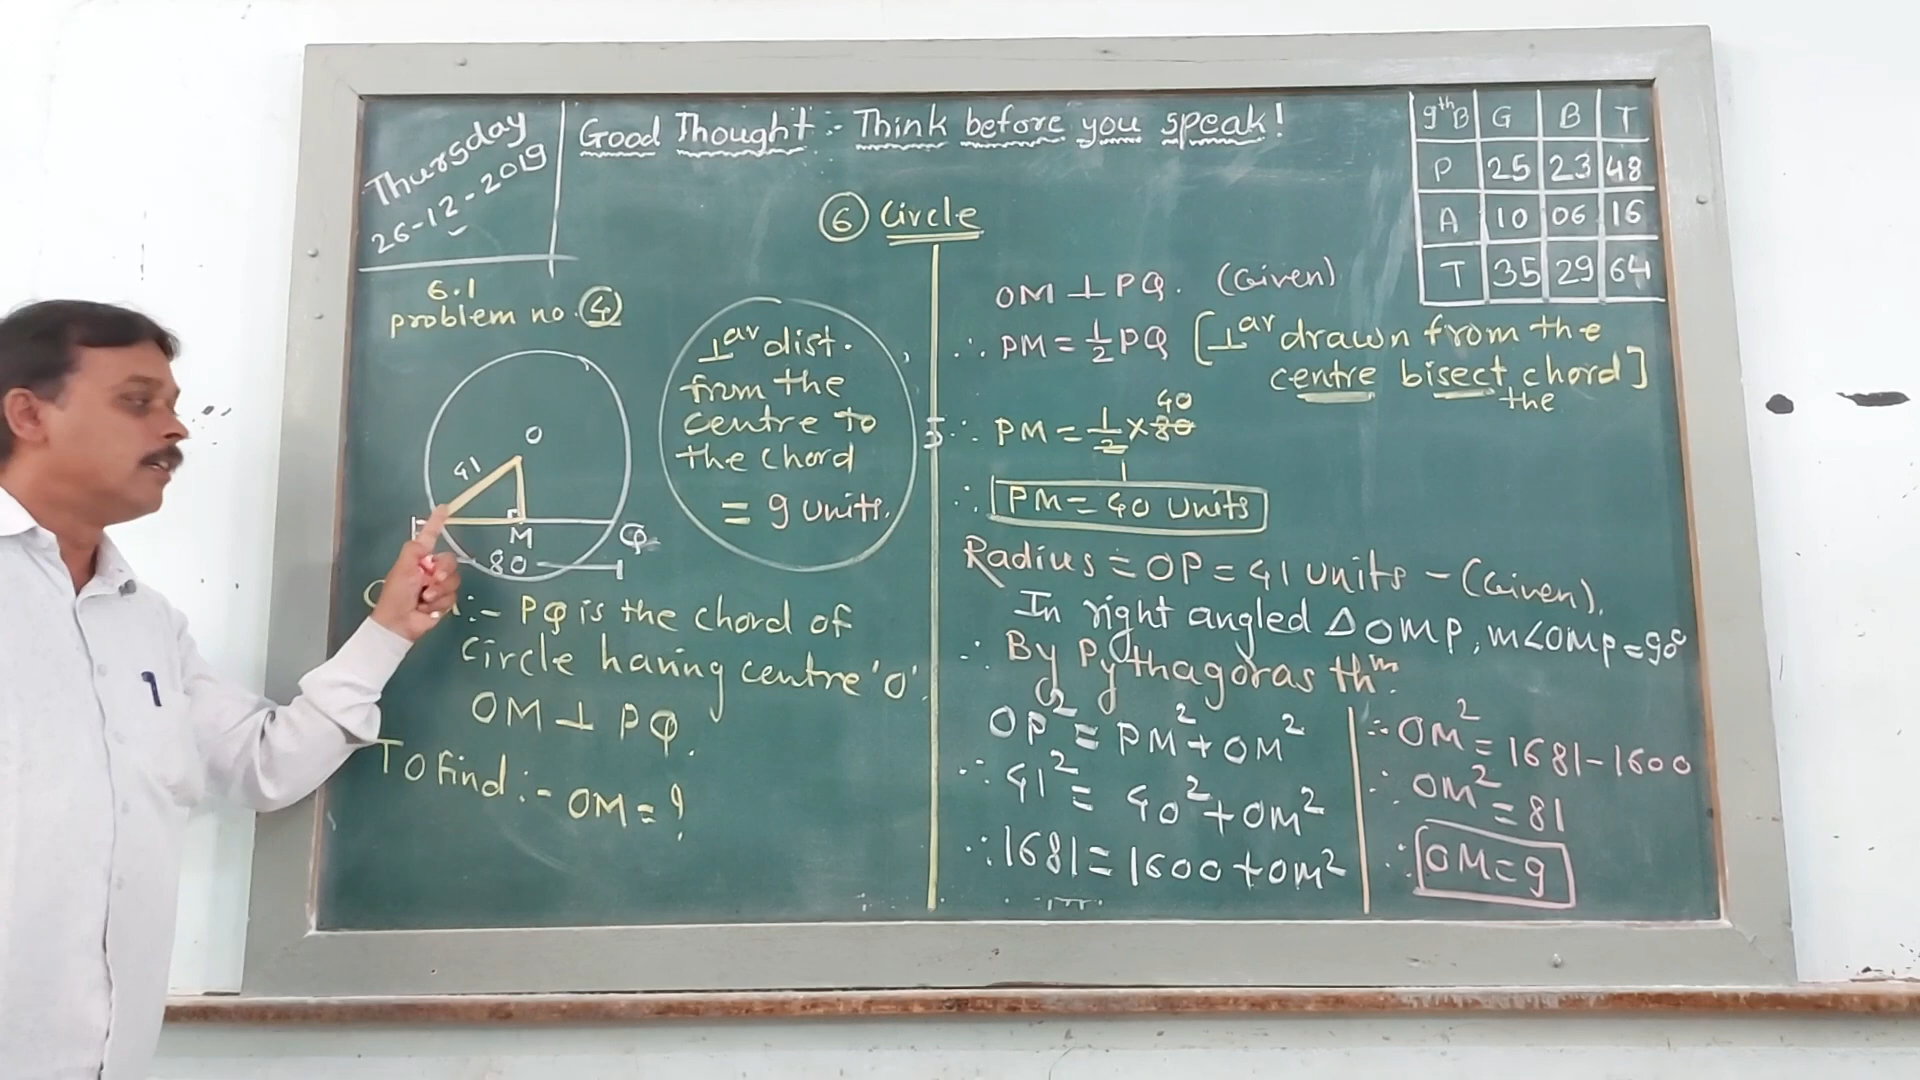 Thursday
26-12-2019
Good Thought :- Think before you speak!
9th B G B T
P 25 23 48
A 10 06 16
T 35 29 64
6 Circle
6.1
problem no. 4
O
41
M
Q
80
⊥ar dist.
from the
centre to
the chord
= 9 units.
:- PQ is the chord of
circle having centre 'O'.
OM ⊥ PQ.
To Find :- OM = ?
OM ⊥ PQ. (Given)
∴ PM = 1/2 PQ [⊥ar drawn from the
centre bisect the chord]
∴ PM = 1/2 × 80
40
1
∴ PM = 40 units
Radius = OP = 41 units - (Given).
In right angled △OMP, m∠OMP = 90°
∴ By Pythagoras thm.
OP² = PM² + OM²
∴ 41² = 40² + OM²
∴ 1681 = 1600 + OM²
∴ OM² = 1681 - 1600
∴ OM² = 81
∴ OM = 9